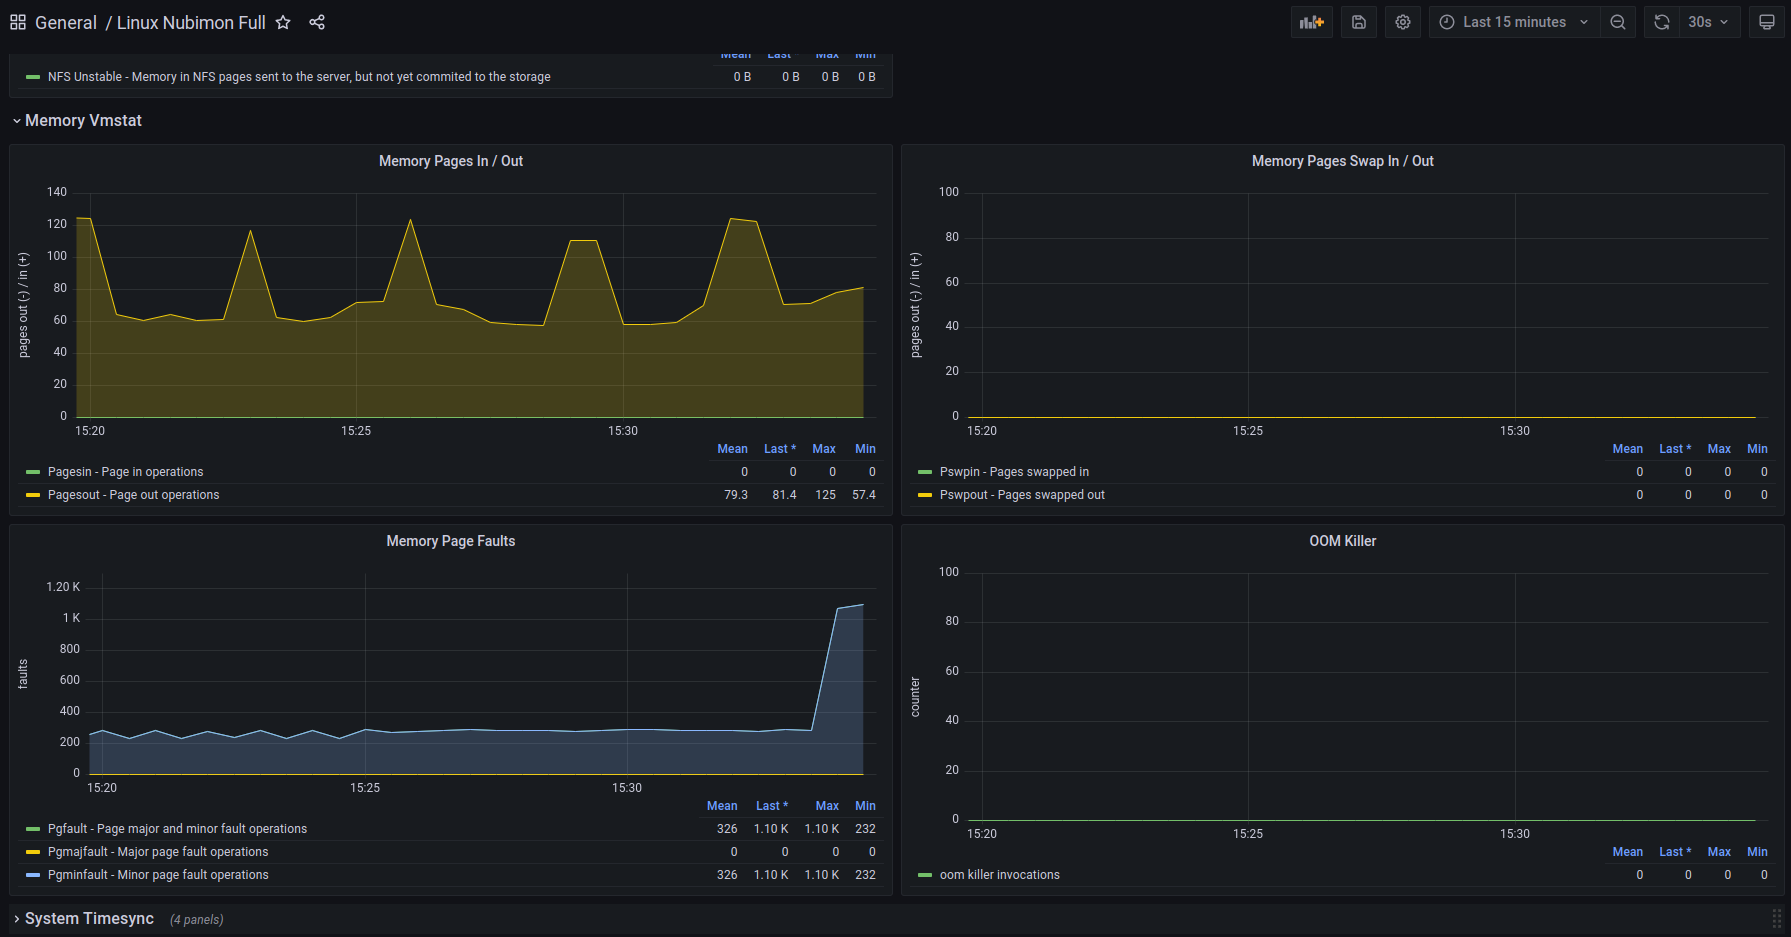 General / Linux Nubimon Full
Last 15 minutes
30s
Mean Last * Max Min
NFS Unstable - Memory in NFS pages sent to the server, but not yet commited to the storage 0 B 0 B 0 B 0 B
Memory Vmstat
Memory Pages In / Out
pages out (-) / in (+)
140
120
100
80
60
40
20
0
15:20 15:25 15:30
Mean Last * Max Min
Pagesin - Page in operations 0 0 0 0
Pagesout - Page out operations 79.3 81.4 125 57.4
Memory Pages Swap In / Out
pages out (-) / in (+)
100
80
60
40
20
0
15:20 15:25 15:30
Mean Last * Max Min
Pswpin - Pages swapped in 0 0 0 0
Pswpout - Pages swapped out 0 0 0 0
Memory Page Faults
faults
1.20 K
1 K
800
600
400
200
0
15:20 15:25 15:30
Mean Last * Max Min
Pgfault - Page major and minor fault operations 326 1.10 K 1.10 K 232
Pgmajfault - Major page fault operations 0 0 0 0
Pgminfault - Minor page fault operations 326 1.10 K 1.10 K 232
OOM Killer
counter
100
80
60
40
20
0
15:20 15:25 15:30
Mean Last * Max Min
oom killer invocations 0 0 0 0
System Timesync (4 panels)